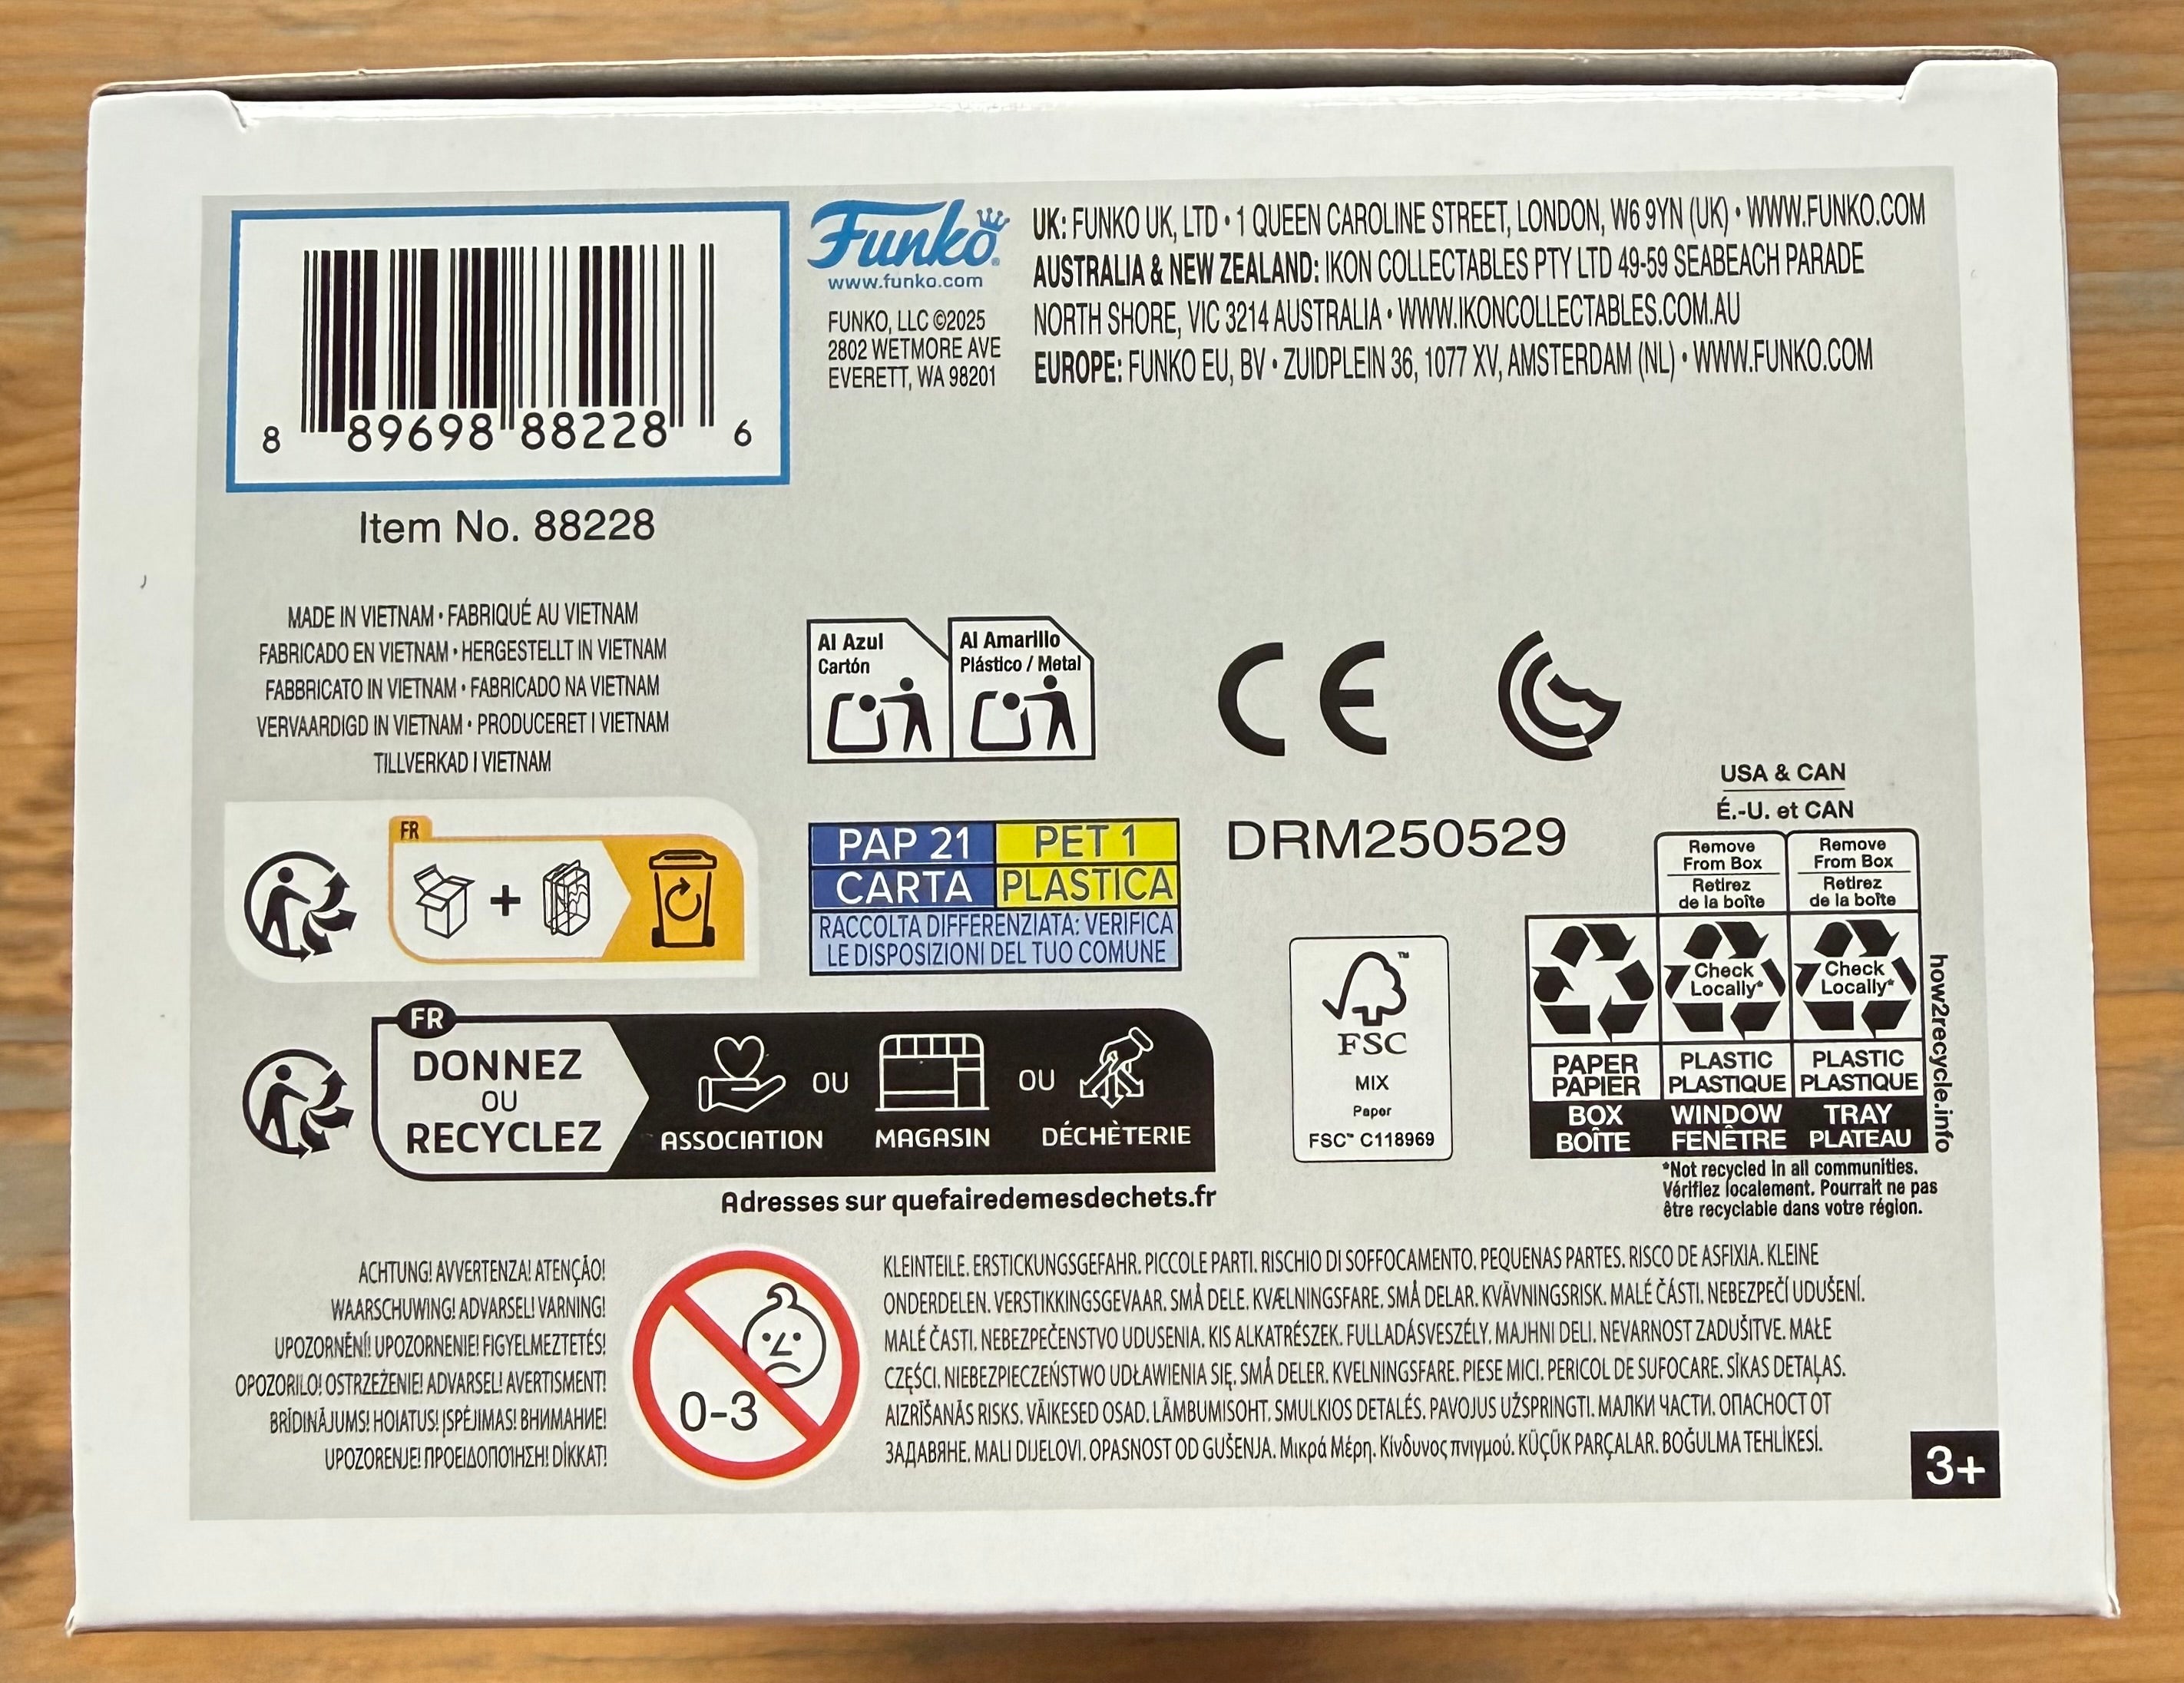 8 89698 88228 6
Item No. 88228
Funko®
www.funko.com
FUNKO, LLC ©2025
2802 WETMORE AVE
EVERETT, WA 98201
UK: FUNKO UK, LTD • 1 QUEEN CAROLINE STREET, LONDON, W6 9YN (UK) • WWW.FUNKO.COM
AUSTRALIA & NEW ZEALAND: IKON COLLECTABLES PTY LTD 49-59 SEABEACH PARADE
NORTH SHORE, VIC 3214 AUSTRALIA • WWW.IKONCOLLECTABLES.COM.AU
EUROPE: FUNKO EU, BV • ZUIDPLEIN 36, 1077 XV, AMSTERDAM (NL) • WWW.FUNKO.COM
MADE IN VIETNAM • FABRIQUÉ AU VIETNAM
FABRICADO EN VIETNAM • HERGESTELLT IN VIETNAM
FABBRICATO IN VIETNAM • FABRICADO NA VIETNAM
VERVAARDIGD IN VIETNAM • PRODUCERET I VIETNAM
TILLVERKAD I VIETNAM
Al Azul
Cartón
Al Amarillo
Plástico / Metal
CE
FR
PAP 21
PET 1
CARTA
PLASTICA
RACCOLTA DIFFERENZIATA: VERIFICA
LE DISPOSIZIONI DEL TUO COMUNE
DRM250529
USA & CAN
É.-U. et CAN
Remove
From Box
Retirez
de la boîte
Remove
From Box
Retirez
de la boîte
Check
Locally*
Check
Locally*
PAPER
PAPIER
PLASTIC
PLASTIQUE
PLASTIC
PLASTIQUE
BOX
BOÎTE
WINDOW
FENÊTRE
TRAY
PLATEAU
how2recycle.info
*Not recycled in all communities.
Vérifiez localement. Pourrait ne pas
être recyclable dans votre région.
FSC™
MIX
Paper
FSC™ C118969
FR
DONNEZ
OU
RECYCLEZ
ASSOCIATION
OU
MAGASIN
OU
DÉCHÈTERIE
Adresses sur quefairedemesdechets.fr
ACHTUNG! AVVERTENZA! ATENÇÃO!
WAARSCHUWING! ADVARSEL! VARNING!
UPOZORNĚNÍ! UPOZORNENIE! FIGYELMEZTETÉS!
OPOZORILO! OSTRZEŻENIE! ADVARSEL! AVERTISMENT!
BRĪDINĀJUMS! HOIATUS! ĮSPĖJIMAS! ВНИМАНИЕ!
UPOZORENJE! ΠΡΟΕΙΔΟΠΟΊΗΣΗ! DİKKAT!
0-3
KLEINTEILE. ERSTICKUNGSGEFAHR. PICCOLE PARTI. RISCHIO DI SOFFOCAMENTO. PEQUENAS PARTES. RISCO DE ASFIXIA. KLEINE
ONDERDELEN. VERSTIKKINGSGEVAAR. SMÅ DELE. KVÆLNINGSFARE. SMÅ DELAR. KVÄVNINGSRISK. MALÉ ČÁSTI. NEBEZPEČÍ UDUŠENÍ.
MALÉ ČASTI. NEBEZPEČENSTVO UDUSENIA. KIS ALKATRÉSZEK. FULLADÁSVESZÉLY. MAJHNI DELI. NEVARNOST ZADUŠITVE. MAŁE
CZĘŚCI. NIEBEZPIECZEŃSTWO UDŁAWIENIA SIĘ. SMÅ DELER. KVELNINGSFARE. PIESE MICI. PERICOL DE SUFOCARE. SĪKAS DETAĻAS.
AIZRĪŠANĀS RISKS. VÄIKESED OSAD. LÄMBUMISOHT. SMULKIOS DETALĖS. PAVOJUS UŽSPRINGTI. МАЛКИ ЧАСТИ. ОПАСНОСТ ОТ
ЗАДАВЯНЕ. MALI DIJELOVI. OPASNOST OD GUŠENJA. Μικρά Μέρη. Κίνδυνος πνιγμού. KÜÇÜK PARÇALAR. BOĞULMA TEHLİKESİ.
3+